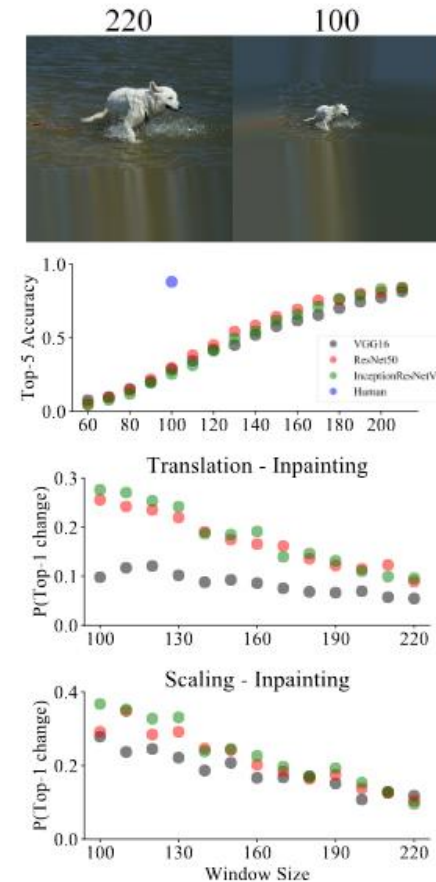 220 100
1.0
Top-5 Accuracy
0.5
0.0
VGG16
ResNet50
InceptionResNetV
Human
60 80 100 120 140 160 180 200
Translation - Inpainting
0.3
P(Top-1 change)
0.2
0.1
0.0
100 130 160 190 220
Scaling - Inpainting
0.4
P(Top-1 change)
0.2
0.0
100 130 160 190 220
Window Size